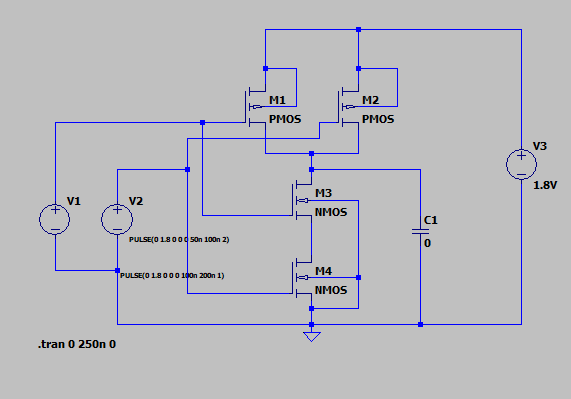 M1
PMOS
M2
PMOS
V3
1.8V
V1
V2
M3
NMOS
C1
0
PULSE(0 1.8 0 0 0 50n 100n 2)
M4
NMOS
PULSE(0 1.8 0 0 0 100n 200n 1)
.tran 0 250n 0